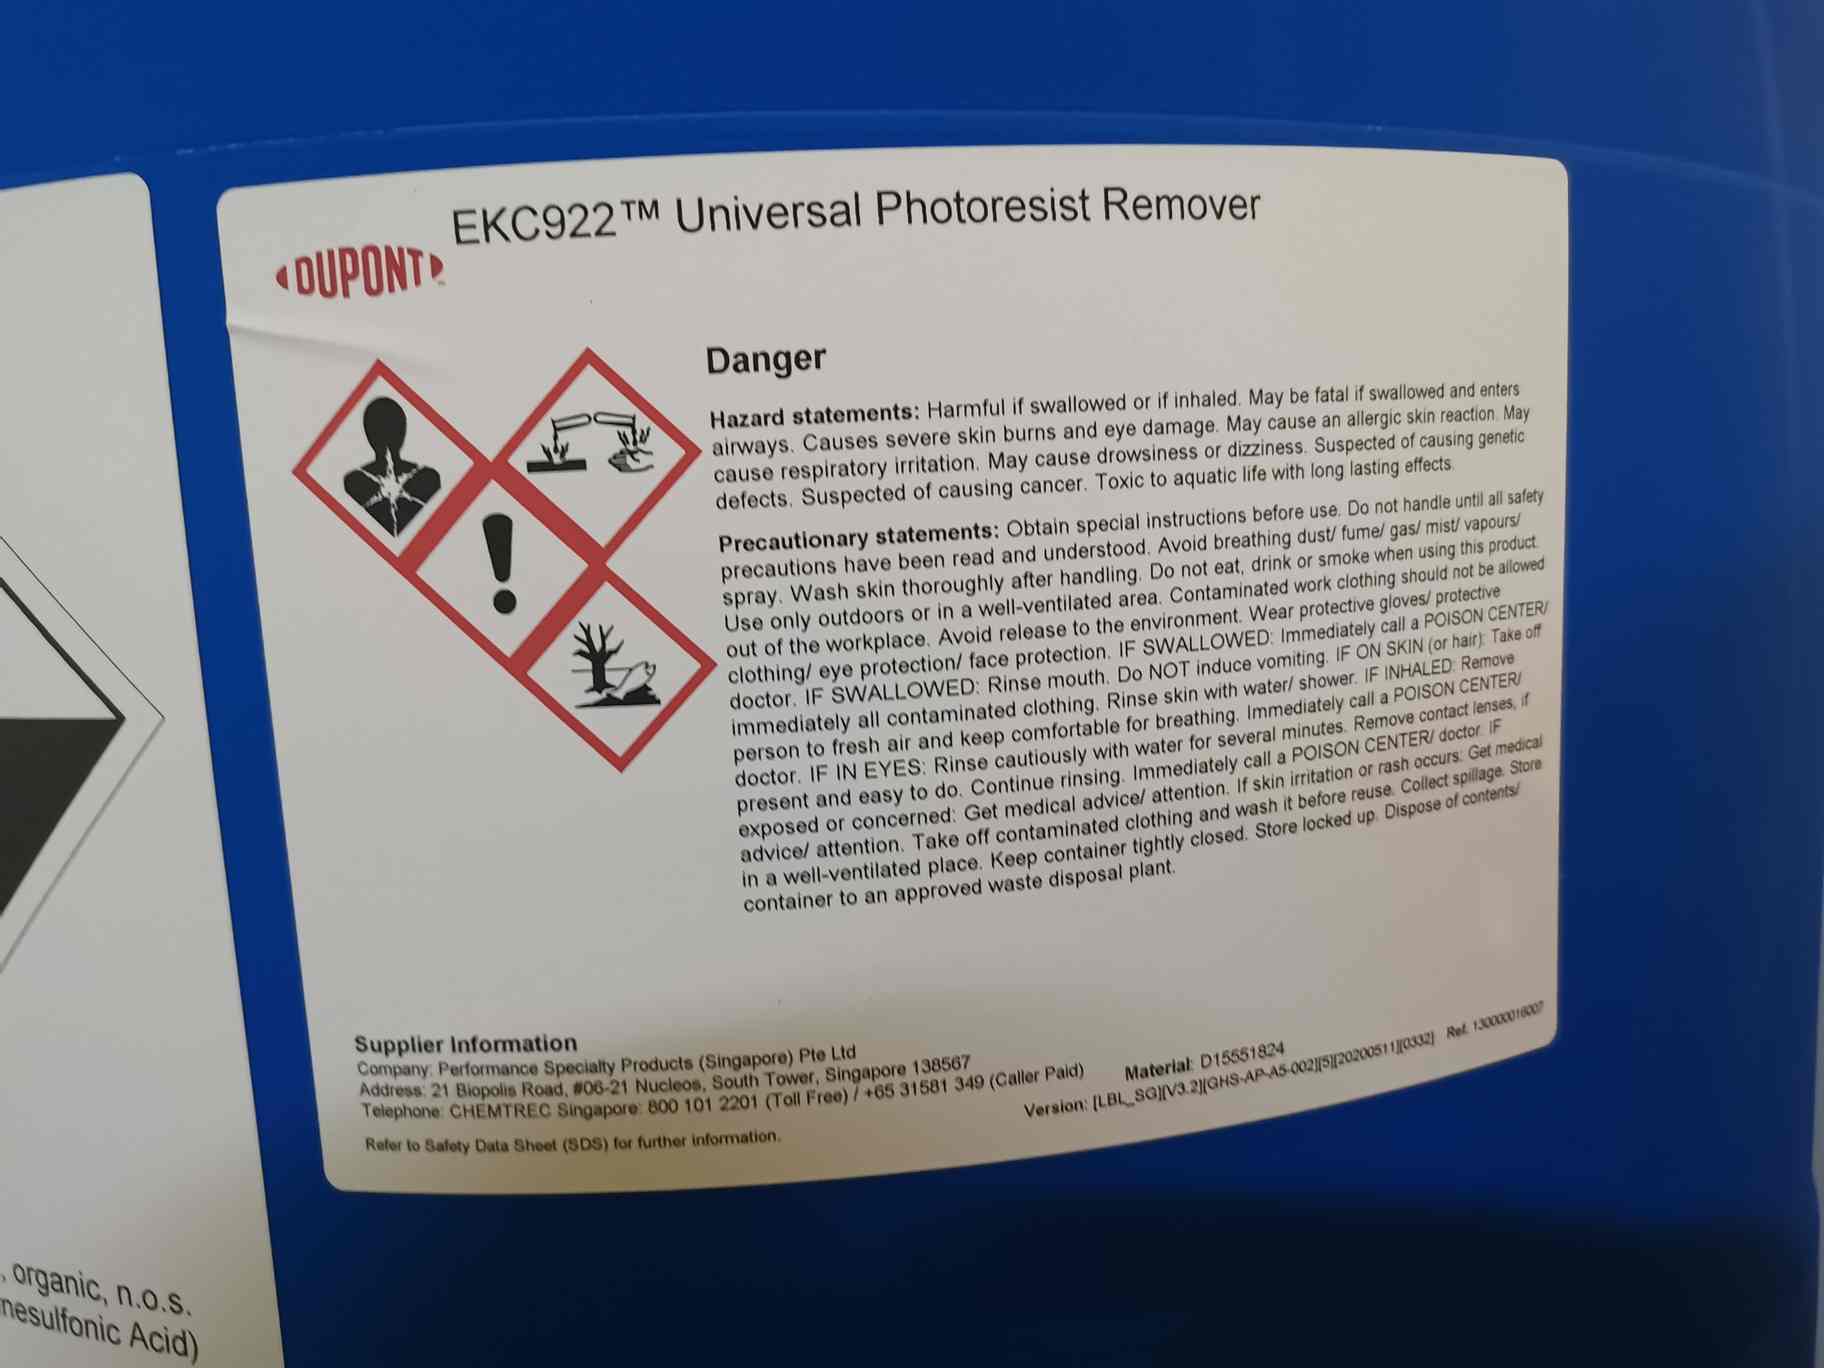 EKC922™ Universal Photoresist Remover
DUPONT
Danger
Hazard statements: Harmful if swallowed or if inhaled. May be fatal if swallowed and enters
airways. Causes severe skin burns and eye damage. May cause an allergic skin reaction. May
cause respiratory irritation. May cause drowsiness or dizziness. Suspected of causing genetic
defects. Suspected of causing cancer. Toxic to aquatic life with long lasting effects.
Precautionary statements: Obtain special instructions before use. Do not handle until all safety
precautions have been read and understood. Avoid breathing dust/ fume/ gas/ mist/ vapours/
spray. Wash skin thoroughly after handling. Do not eat, drink or smoke when using this product.
Use only outdoors or in a well-ventilated area. Contaminated work clothing should not be allowed
out of the workplace. Avoid release to the environment. Wear protective gloves/ protective
clothing/ eye protection/ face protection. IF SWALLOWED: Immediately call a POISON CENTER/
doctor. IF SWALLOWED: Rinse mouth. Do NOT induce vomiting. IF ON SKIN (or hair): Take off
immediately all contaminated clothing. Rinse skin with water/ shower. IF INHALED: Remove
person to fresh air and keep comfortable for breathing. Immediately call a POISON CENTER/
doctor. IF IN EYES: Rinse cautiously with water for several minutes. Remove contact lenses, if
present and easy to do. Continue rinsing. Immediately call a POISON CENTER/ doctor. IF
exposed or concerned: Get medical advice/ attention. If skin irritation or rash occurs: Get medical
advice/ attention. Take off contaminated clothing and wash it before reuse. Collect spillage. Store
in a well-ventilated place. Keep container tightly closed. Store locked up. Dispose of contents/
container to an approved waste disposal plant.
Supplier Information
Company: Performance Specialty Products (Singapore) Pte Ltd
Address: 21 Biopolis Road, #06-21 Nucleos, South Tower, Singapore 138567
Telephone: CHEMTREC Singapore: 800 101 2201 (Toll Free) / +65 31581 349 (Caller Paid)
Refer to Safety Data Sheet (SDS) for further information.
Material: D15551824
Version: [LBL_SG][V3.2][GHS-AP-A5-002][5][20200511][0332] Ref. 130000016007
, organic, n.o.s.
nesulfonic Acid)